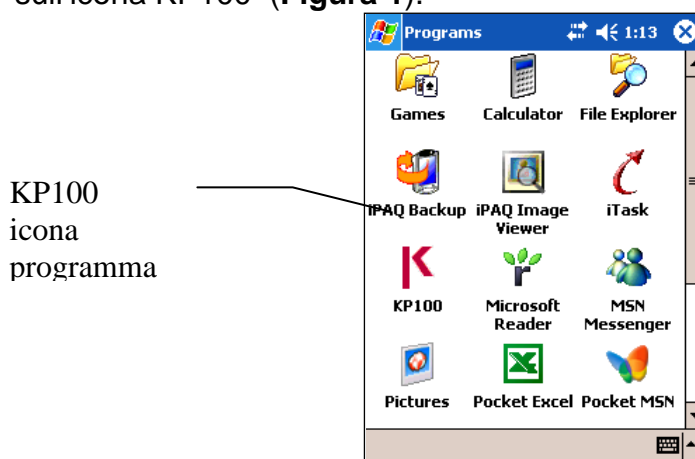 sull'icona KP100 (Figura 1).
Programs 1:13
Games Calculator File Explorer
KP100
icona
programma
iPAQ Backup iPAQ Image Viewer iTask
KP100 Microsoft Reader MSN Messenger
Pictures Pocket Excel Pocket MSN